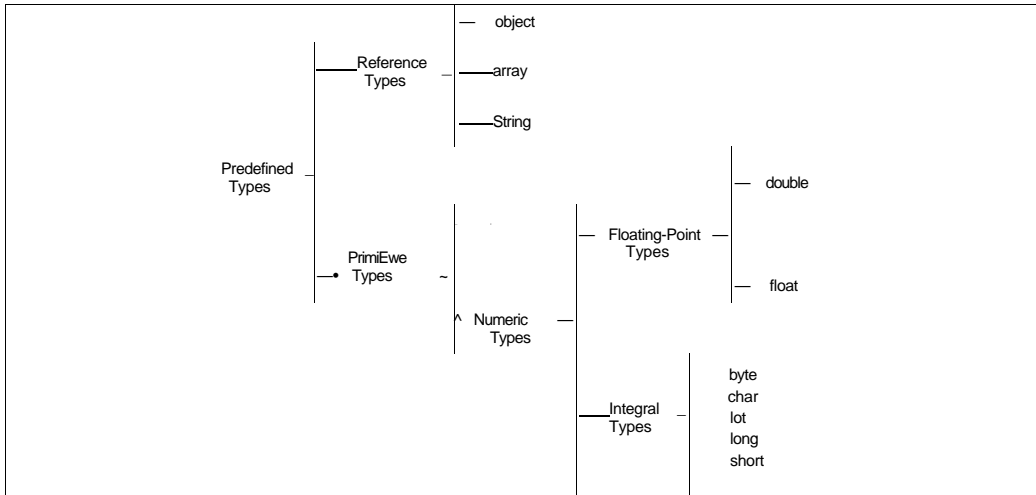 object
Reference
Types
array
String
Predefined
Types
double
Floating-Point
Types
PrimiEwe
Types
float
Numeric
Types
Integral
Types
byte
char
lot
long
short